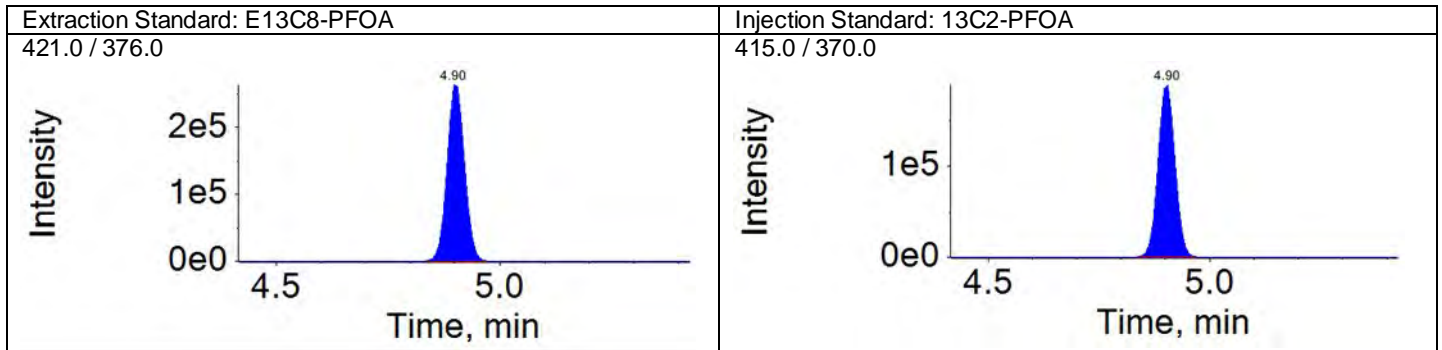 Extraction Standard: E13C8-PFOA
421.0 / 376.0
4.90
Intensity
2e5
1e5
0e0
4.5
5.0
Time, min
Injection Standard: 13C2-PFOA
415.0 / 370.0
4.90
Intensity
1e5
0e0
4.5
5.0
Time, min